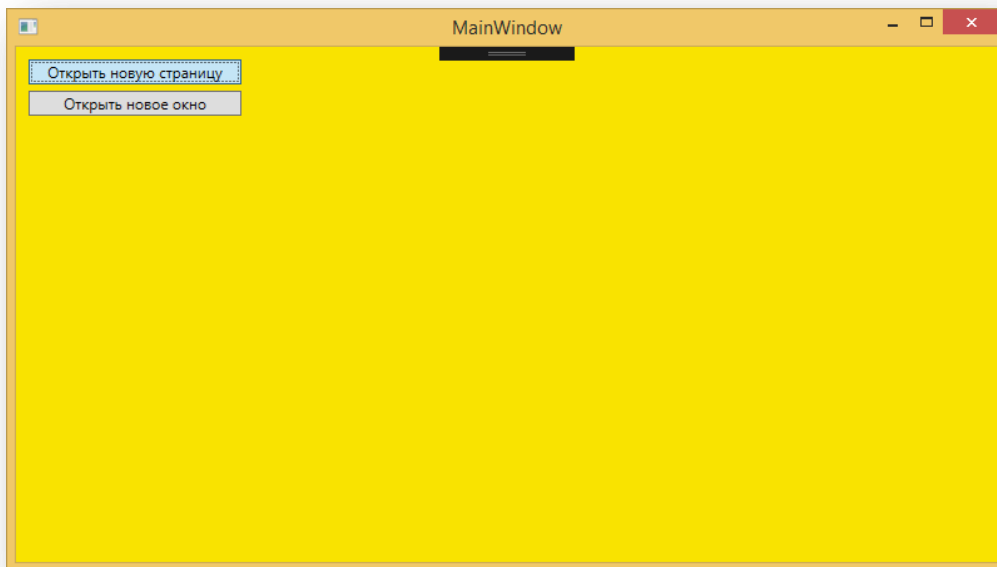 MainWindow
Открыть новую страницу
Открыть новое окно